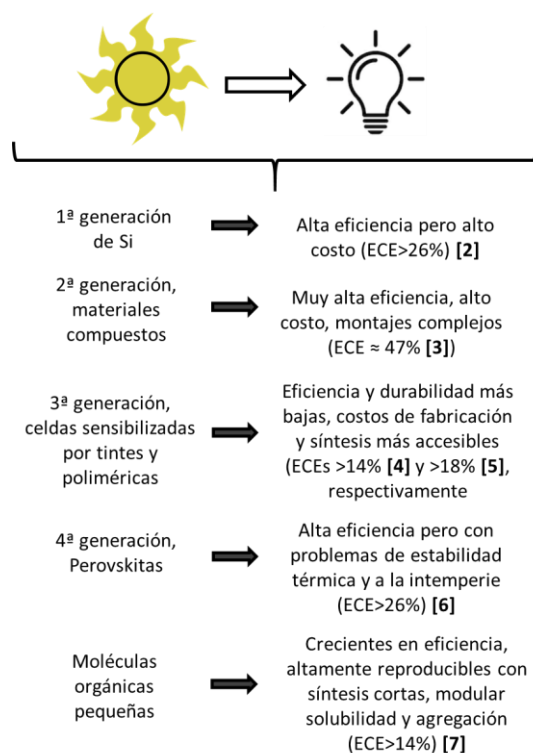 1ª generación
de Si
Alta eficiencia pero alto
costo (ECE>26%) [2]
2ª generación,
materiales
compuestos
Muy alta eficiencia, alto
costo, montajes complejos
(ECE ≈ 47% [3])
3ª generación,
celdas sensibilizadas
por tintes y
poliméricas
Eficiencia y durabilidad más
bajas, costos de fabricación
y síntesis más accesibles
(ECEs >14% [4] y >18% [5],
respectivamente
4ª generación,
Perovskitas
Alta eficiencia pero con
problemas de estabilidad
térmica y a la intemperie
(ECE>26%) [6]
Moléculas
orgánicas
pequeñas
Crecientes en eficiencia,
altamente reproducibles con
síntesis cortas, modular
solubilidad y agregación
(ECE>14%) [7]